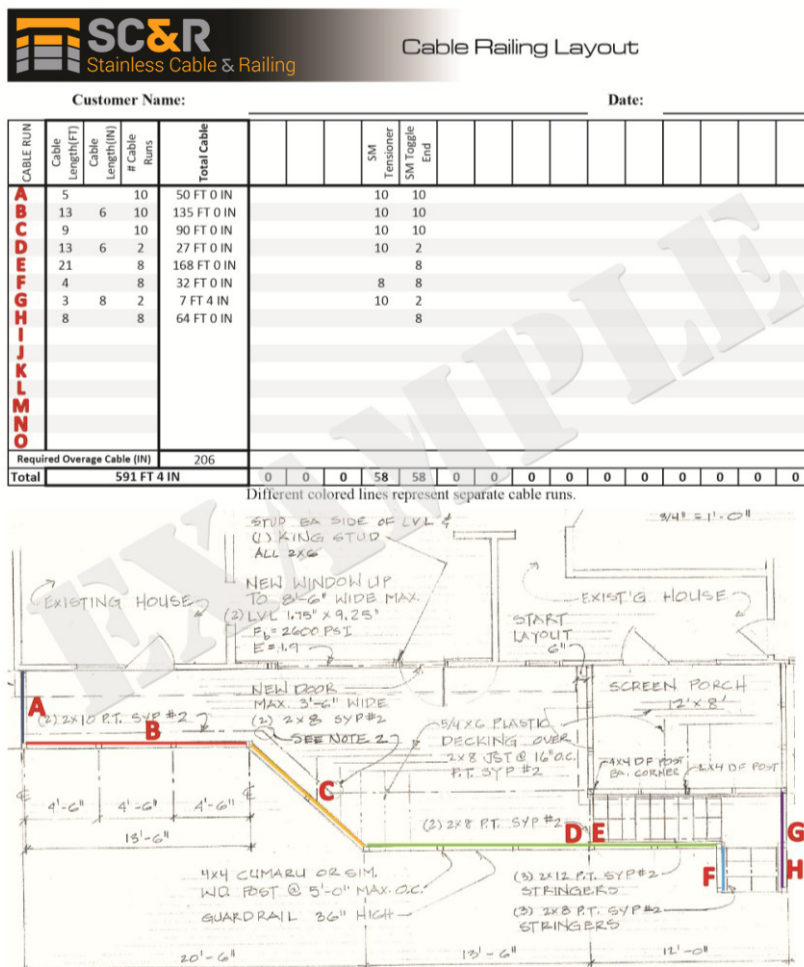 SC&R
Stainless Cable & Railing
Cable Railing Layout
Customer Name:
Date:
CABLE RUN
Cable Length(FT)
Cable Length(IN)
# Cable Runs
Total Cable
SM Tensioner
SM Toggle End
A 5 10 50 FT 0 IN 10 10
B 13 6 10 135 FT 0 IN 10 10
C 9 10 90 FT 0 IN 10 10
D 13 6 2 27 FT 0 IN 10 2
E 21 8 168 FT 0 IN 8
F 4 8 32 FT 0 IN 8 8
G 3 8 2 7 FT 4 IN 10 2
H 8 8 64 FT 0 IN 8
I
J
K
L
M
N
O
Required Overage Cable (IN) 206
Total 591 FT 4 IN 0 0 0 58 58 0 0 0 0 0 0 0 0 0 0
Different colored lines represent separate cable runs.
EXAMPLE
STUD EA SIDE OF LVL &
(1) KING STUD
ALL 2X6
3/4" = 1'-0"
EXISTING HOUSE
NEW WINDOW UP
TO 8'-6" WIDE MAX
(2) LVL 1.75" X 9.25"
Fb = 2600 PSI
E = 1.9
EXIST'G HOUSE
START
LAYOUT
6"
A
(2) 2X10 P.T. SYP #2
B
NEW DOOR
MAX. 3'-6" WIDE
(2) 2X8 SYP #2
SEE NOTE 2
SCREEN PORCH
12' X 8'
5/4 X 6 PLASTIC
DECKING OVER
2X8 JST @ 16" O.C.
P.T. SYP #2
4X4 DF POST
EA. CORNER
4X4 DF POST
C
4'-6" 4'-6" 4'-6"
13'-6"
(2) 2X8 P.T. SYP #2
D E
G
F
H
4X4 CUMARU OR SIM.
WD. POST @ 5'-0" MAX. O.C.
GUARDRAIL 36" HIGH
(3) 2X12 P.T. SYP #2
STRINGERS
(3) 2X8 P.T. SYP #2
STRINGERS
20'-6" 13'-6" 12'-0"